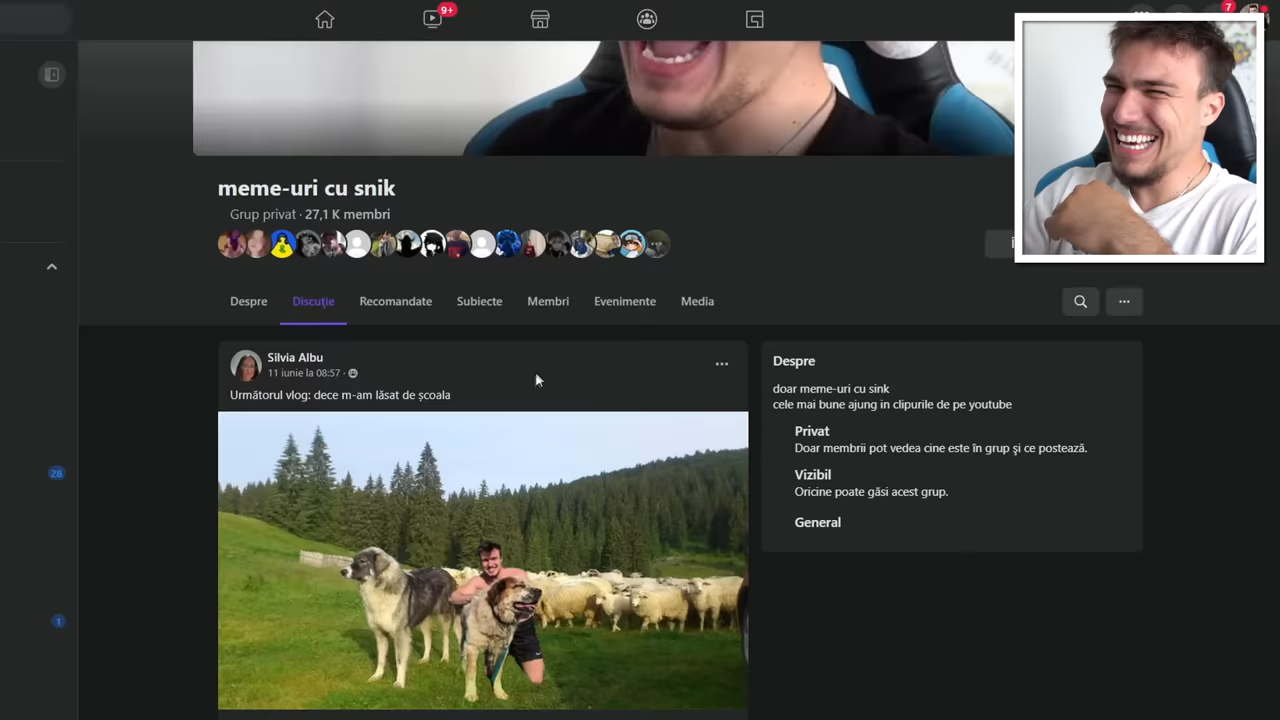 9+
7
meme-uri cu snik
Grup privat · 27,1 K membri
Despre
Discuție
Recomandate
Subiecte
Membri
Evenimente
Media
Silvia Albu
11 iunie la 08:57 ·
Următorul vlog: dece m-am lăsat de școala
Despre
doar meme-uri cu sink
cele mai bune ajung in clipurile de pe youtube
Privat
Doar membrii pot vedea cine este în grup şi ce postează.
Vizibil
Oricine poate găsi acest grup.
General
28
1